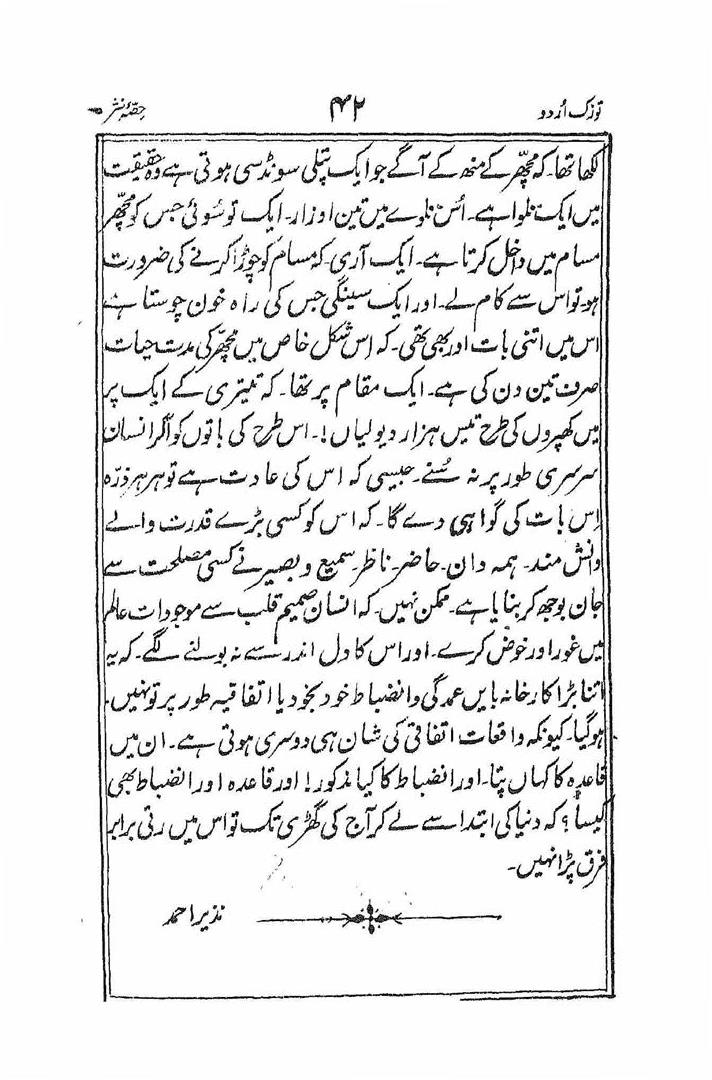 توزک اُردو ۴۲ حصّۂ نثر
لکھا تھا۔ کہ مچھّر کے منھ کے آگے جو ایک پتلی سونڈسی ہوتی ہے وہ حقیقت
میں ایک نلوا ہے۔ اُس نلوے میں تین اوزار۔ ایک تو سُوئی جس کو مچھّر
مسام میں داخل کرتا ہے۔ ایک آری۔ کہ مسام کو چوڑا کرنے کی ضرورت
ہو۔ تو اس سے کام لے۔ اور ایک سینگی جس کی راہ خون چوستا ہے
اس میں اتنی بات اور بھی تھی۔ کہ اِس شکل خاص میں مچھّر کی مدت حیات
صرف تین دن کی ہے۔ ایک مقام پر تھا۔ کہ تیتری کے ایک پر
میں کھپروں کی طرح تیس ہزار دیولیاں!۔ اس طرح کی باتوں کو اگر انسان
سرسری طور پر نہ سُنے۔ جیسی کہ اس کی عادت ہے تو ہر ہر ذرّہ
اِس بات کی گواہی دے گا۔ کہ اس کو کسی بڑے قدرت والے
دانش مند۔ ہمہ دان۔ حاضر۔ ناظر۔ سمیع و بصیر نے کسی مصلحت سے
جان بوجھ کر بنایا ہے۔ ممکن نہیں۔ کہ انسان صمیم قلب سے موجودات عالم
میں غور اور خوض کرے۔ اور اس کا دل اندر سے نہ بولنے لگے۔ کہ یہ
اتنا بڑا کارخانہ بایں عمدگی و انضباط خود بخود یا اتفاقیہ طور پر تو نہیں۔
ہوگیا۔ کیونکہ واقعات اتفاقی کی شان ہی دوسری ہوتی ہے۔ ان میں
قاعدہ کا کہاں پتا۔ اور انضباط کا کیا مذکور! اور قاعدہ اور انضباط بھی
کیسا؟ کہ دنیا کی ابتدا سے لے کر آج کی گھڑی تک تو اس میں رتی برابر
فرق پڑا نہیں۔
نذیر احمد